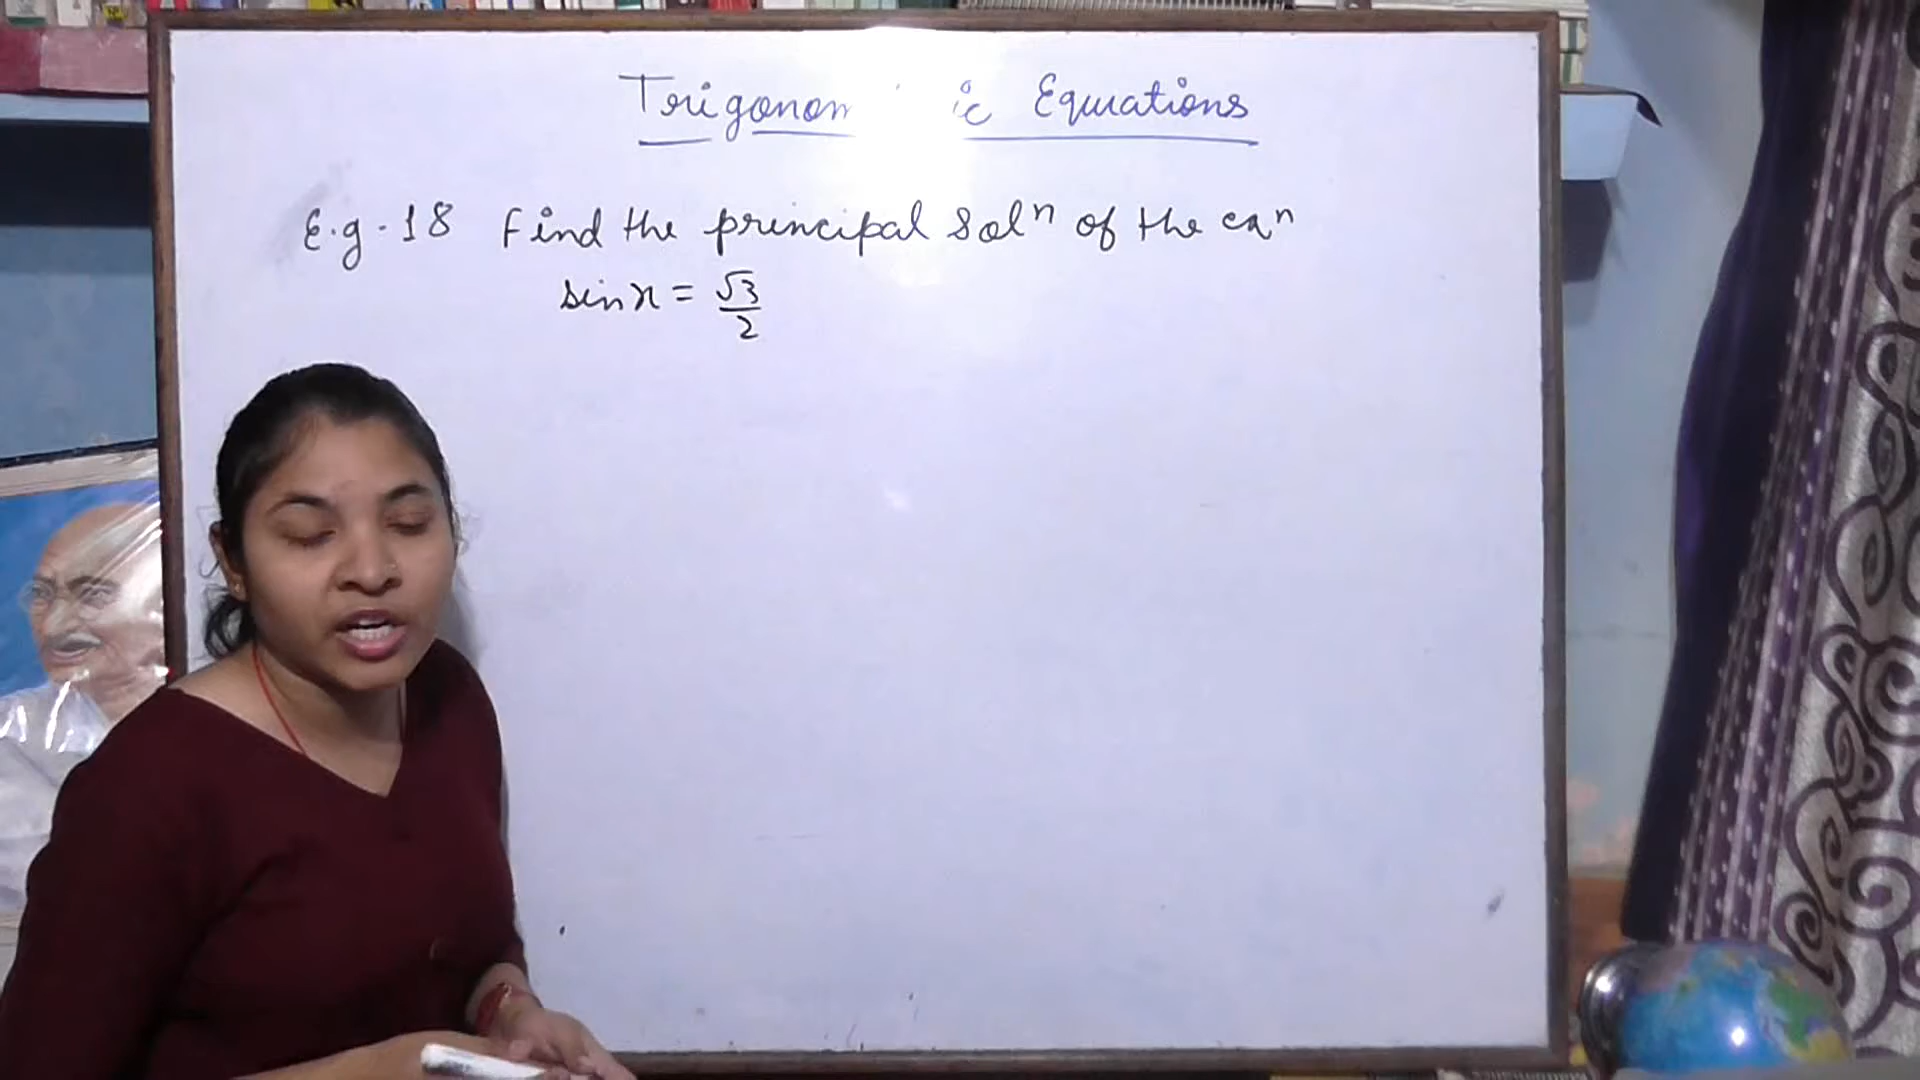 Trigonom ic Equations
E.g. 18 Find the principal solⁿ of the eqⁿ
sin x = √3/2